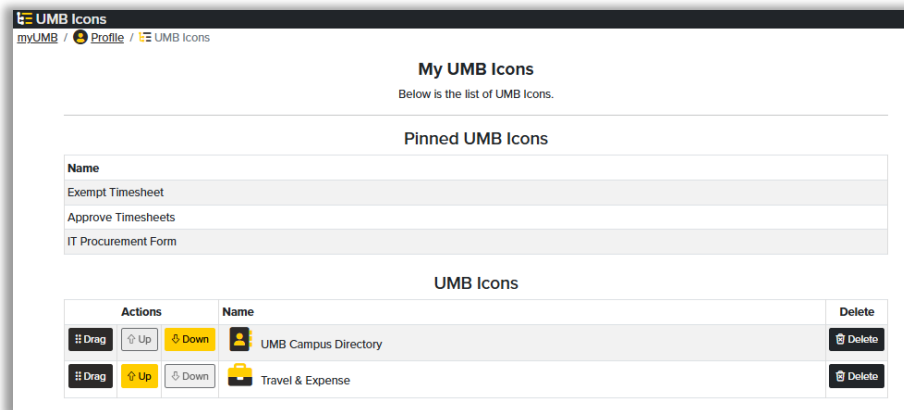 UMB Icons
myUMB / Profile / UMB Icons
My UMB Icons
Below is the list of UMB Icons.
Pinned UMB Icons
Name
Exempt Timesheet
Approve Timesheets
IT Procurement Form
UMB Icons
Actions Name Delete
Drag Up Down UMB Campus Directory Delete
Drag Up Down Travel & Expense Delete